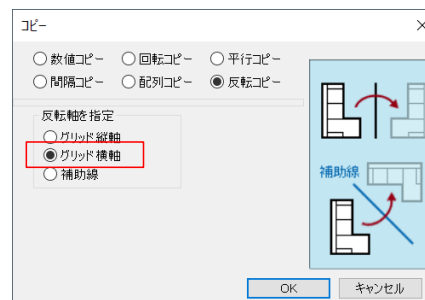 コピー
数値コピー 回転コピー 平行コピー
間隔コピー 配列コピー 反転コピー
反転軸を指定
グリッド縦軸
グリッド横軸
補助線
補助線
OK キャンセル